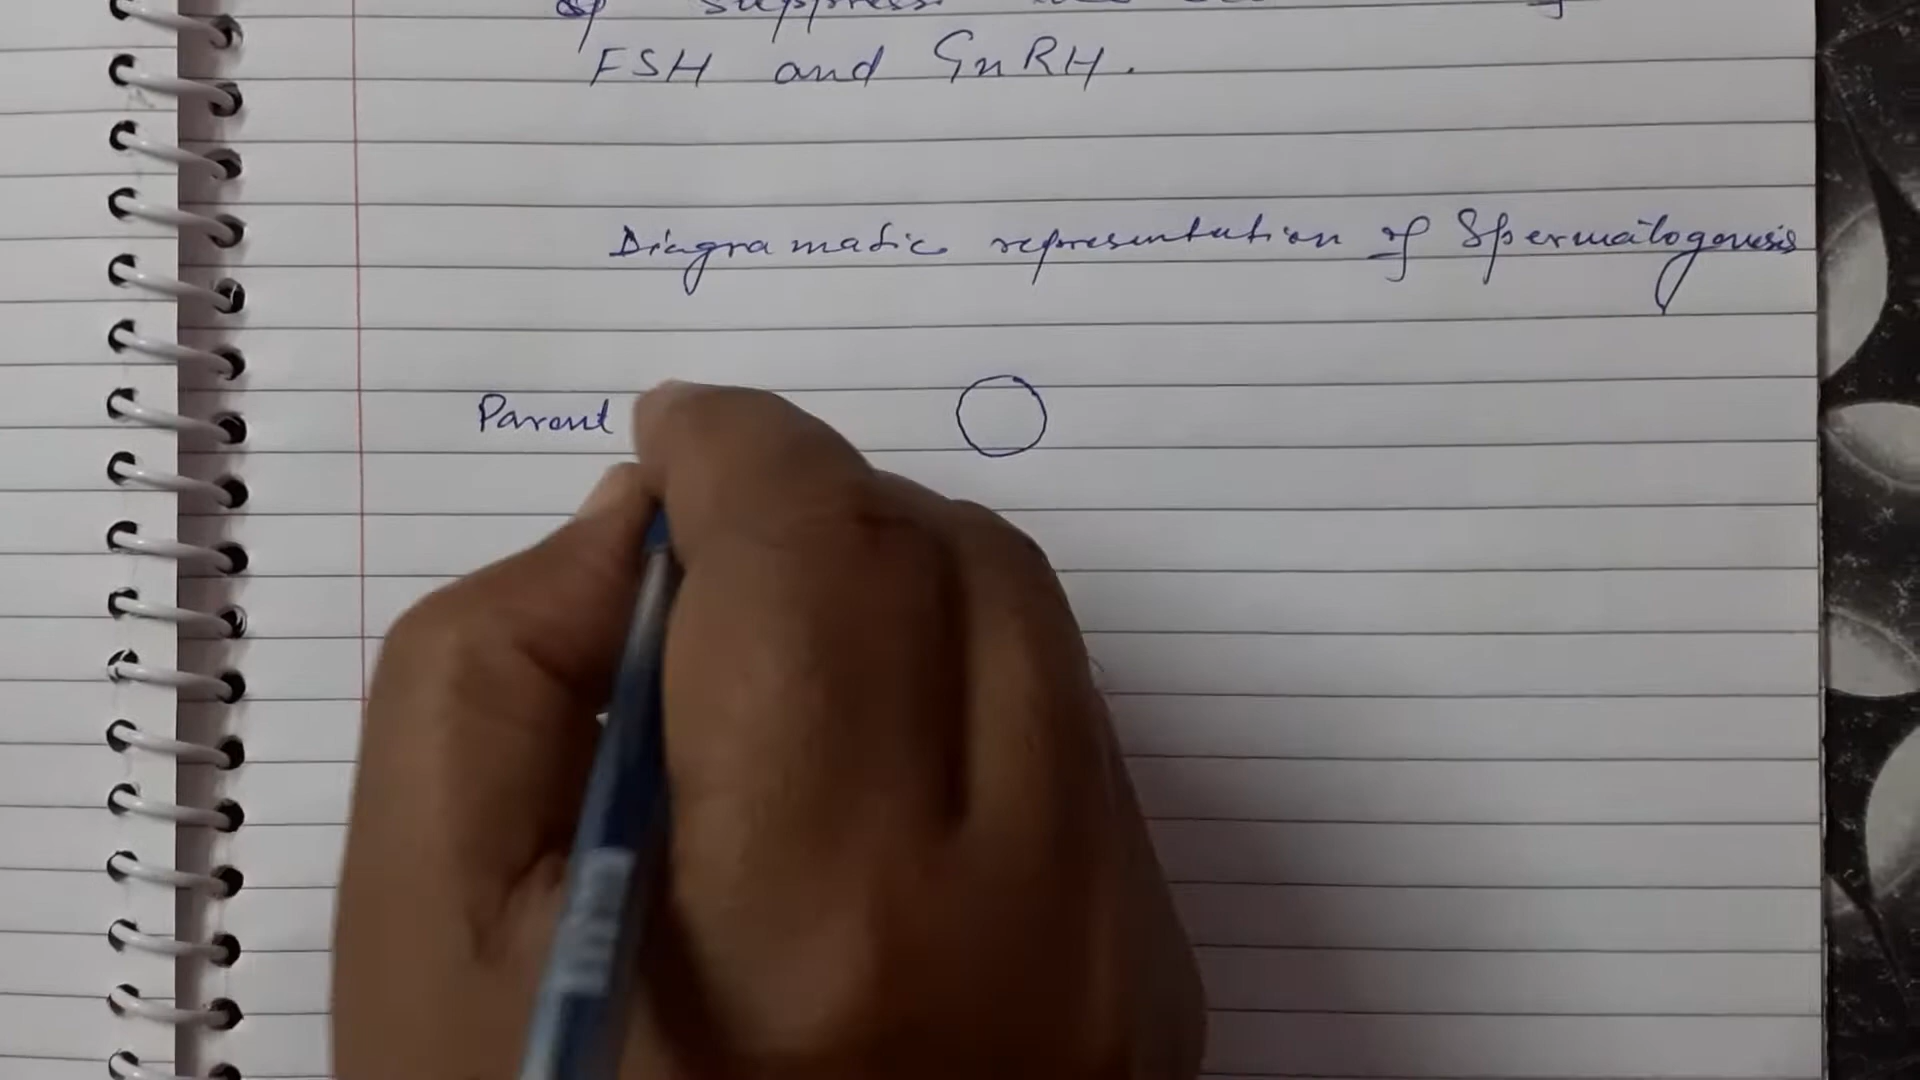 FSH and GnRH.
Diagramatic representation of Spermatogenesis
Parent